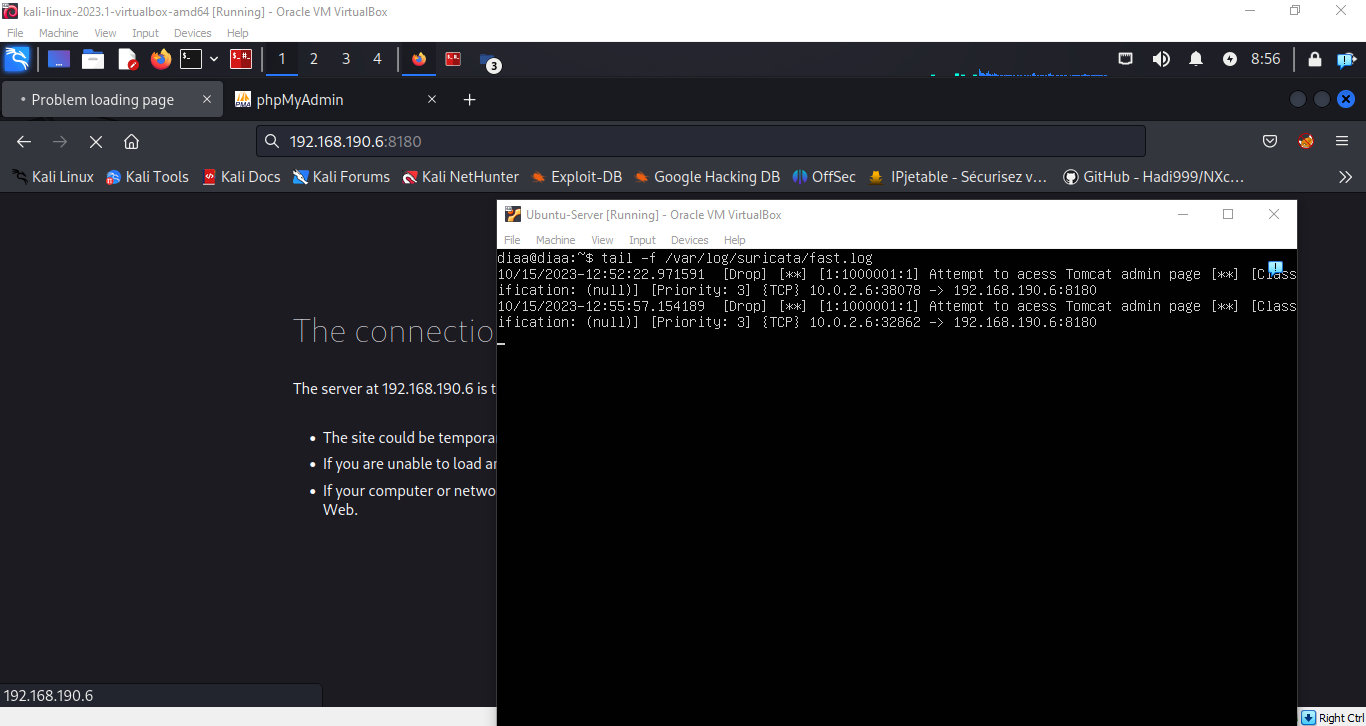 kali-linux-2023.1-virtualbox-amd64 [Running] - Oracle VM VirtualBox
File Machine View Input Devices Help
1 2 3 4 3 8:56
Problem loading page phpMyAdmin
192.168.190.6:8180
Kali Linux Kali Tools Kali Docs Kali Forums Kali NetHunter Exploit-DB Google Hacking DB OffSec IPjetable - Sécurisez v… GitHub - Hadi999/NXc…
Ubuntu-Server [Running] - Oracle VM VirtualBox
File Machine View Input Devices Help
diaa@diaa:~$ tail -f /var/log/suricata/fast.log
10/15/2023-12:52:22.971591 [Drop] [**] [1:1000001:1] Attempt to acess Tomcat admin page [**] [Class
ification: (null)] [Priority: 3] {TCP} 10.0.2.6:38078 -> 192.168.190.6:8180
10/15/2023-12:55:57.154189 [Drop] [**] [1:1000001:1] Attempt to acess Tomcat admin page [**] [Class
ification: (null)] [Priority: 3] {TCP} 10.0.2.6:32862 -> 192.168.190.6:8180
The connectio
The server at 192.168.190.6 is t
• The site could be tempora
• If you are unable to load a
• If your computer or netwo
Web.
192.168.190.6
Right Ctrl